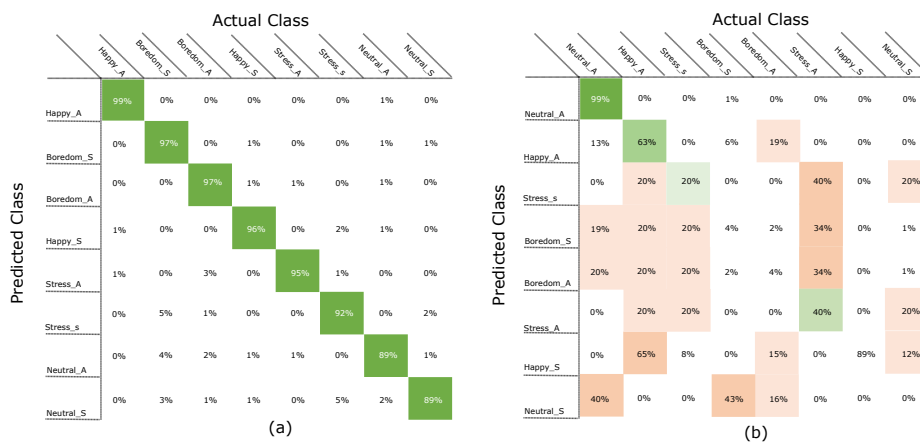 Actual Class
Happy_A Boredom_S Boredom_A Happy_S Stress_A Stress_s Neutral_A Neutral_S
Predicted Class
Happy_A 99% 0% 0% 0% 0% 0% 1% 0%
Boredom_S 0% 97% 0% 1% 0% 0% 1% 1%
Boredom_A 0% 0% 97% 1% 1% 0% 1% 0%
Happy_S 1% 0% 0% 96% 0% 2% 1% 0%
Stress_A 1% 0% 3% 0% 95% 1% 0% 0%
Stress_s 0% 5% 1% 0% 0% 92% 0% 2%
Neutral_A 0% 4% 2% 1% 1% 0% 89% 1%
Neutral_S 0% 3% 1% 1% 0% 5% 2% 89%
(a)
Actual Class
Neutral_A Happy_A Stress_s Boredom_S Boredom_A Stress_A Happy_S Neutral_S
Predicted Class
Neutral_A 99% 0% 0% 1% 0% 0% 0% 0%
Happy_A 13% 63% 0% 6% 19% 0% 0% 0%
Stress_s 0% 20% 20% 0% 0% 40% 0% 20%
Boredom_S 19% 20% 20% 4% 2% 34% 0% 1%
Boredom_A 20% 20% 20% 2% 4% 34% 0% 1%
Stress_A 0% 20% 20% 0% 0% 40% 0% 20%
Happy_S 0% 65% 8% 0% 15% 0% 89% 12%
Neutral_S 40% 0% 0% 43% 16% 0% 0% 0%
(b)